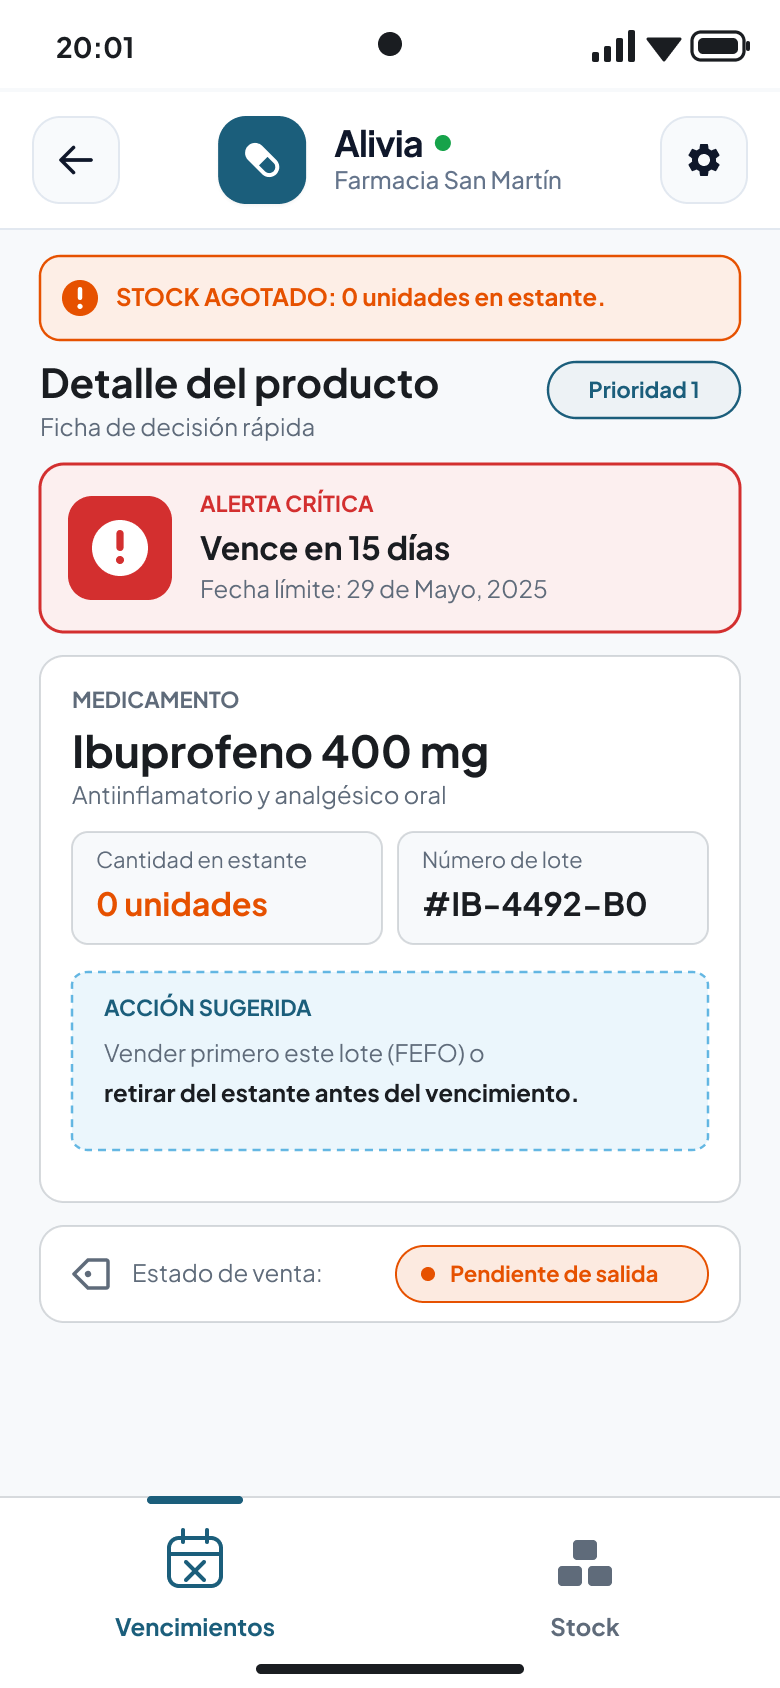 20:01
Alivia
Farmacia San Martín
STOCK AGOTADO: 0 unidades en estante.
Detalle del producto
Prioridad 1
Ficha de decisión rápida
ALERTA CRÍTICA
Vence en 15 días
Fecha límite: 29 de Mayo, 2025
MEDICAMENTO
Ibuprofeno 400 mg
Antiinflamatorio y analgésico oral
Cantidad en estante
0 unidades
Número de lote
#IB-4492-B0
ACCIÓN SUGERIDA
Vender primero este lote (FEFO) o
retirar del estante antes del vencimiento.
Estado de venta:
Pendiente de salida
Vencimientos
Stock